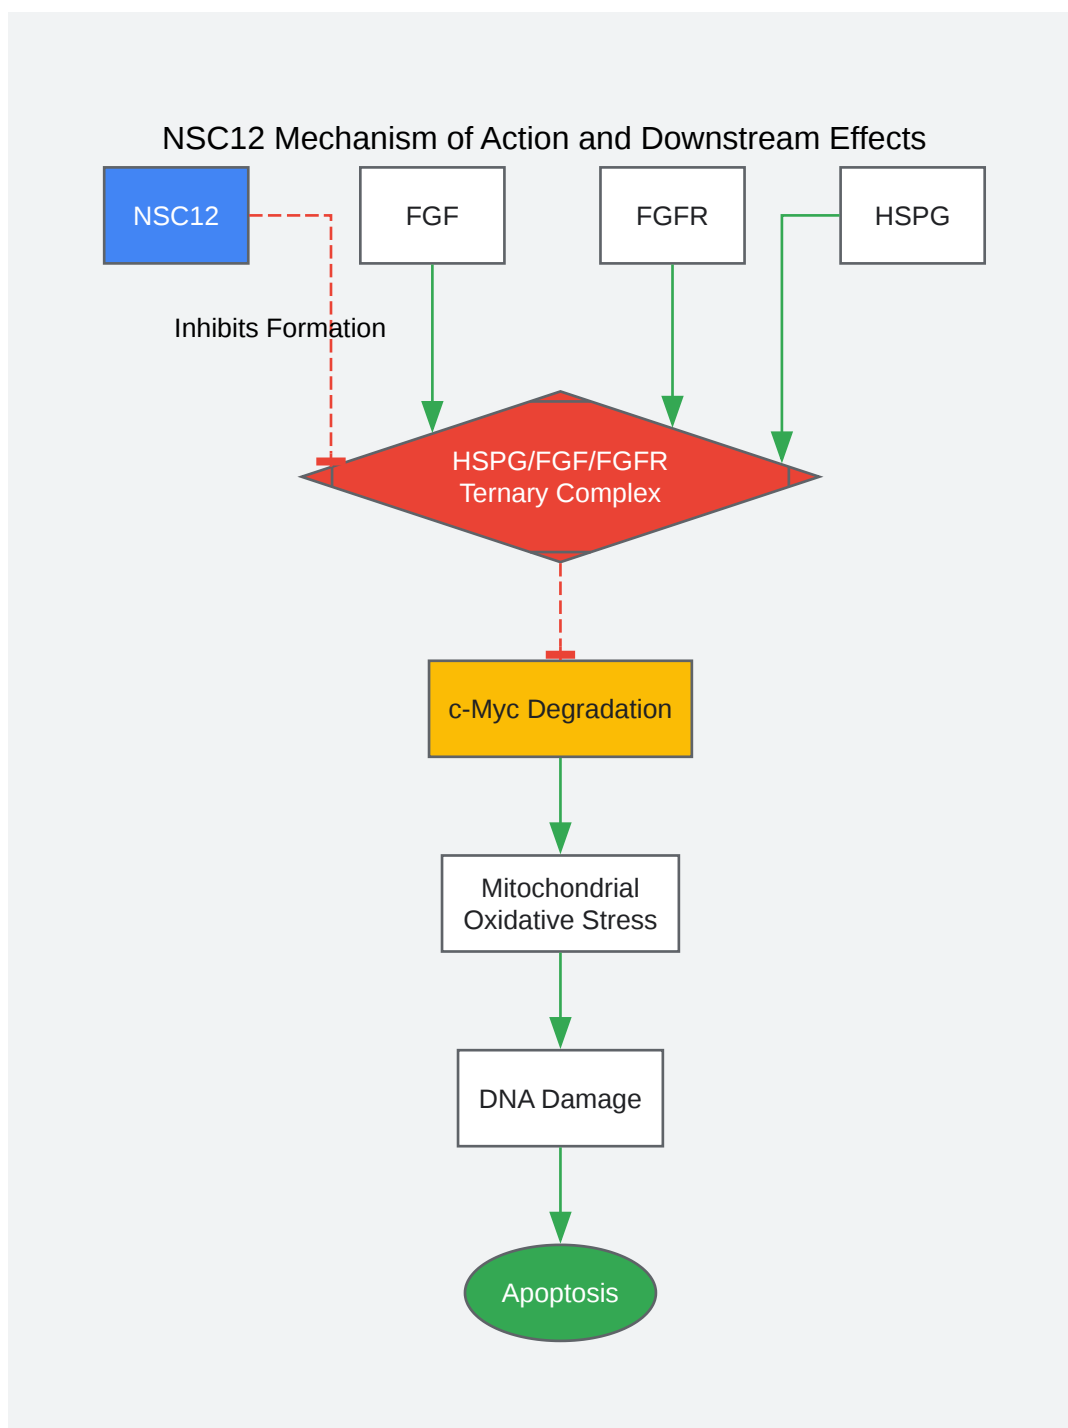 NSC12 Mechanism of Action and Downstream Effects
NSC12
FGF
FGFR
HSPG
Inhibits Formation
HSPG/FGF/FGFR
Ternary Complex
c-Myc Degradation
Mitochondrial
Oxidative Stress
DNA Damage
Apoptosis